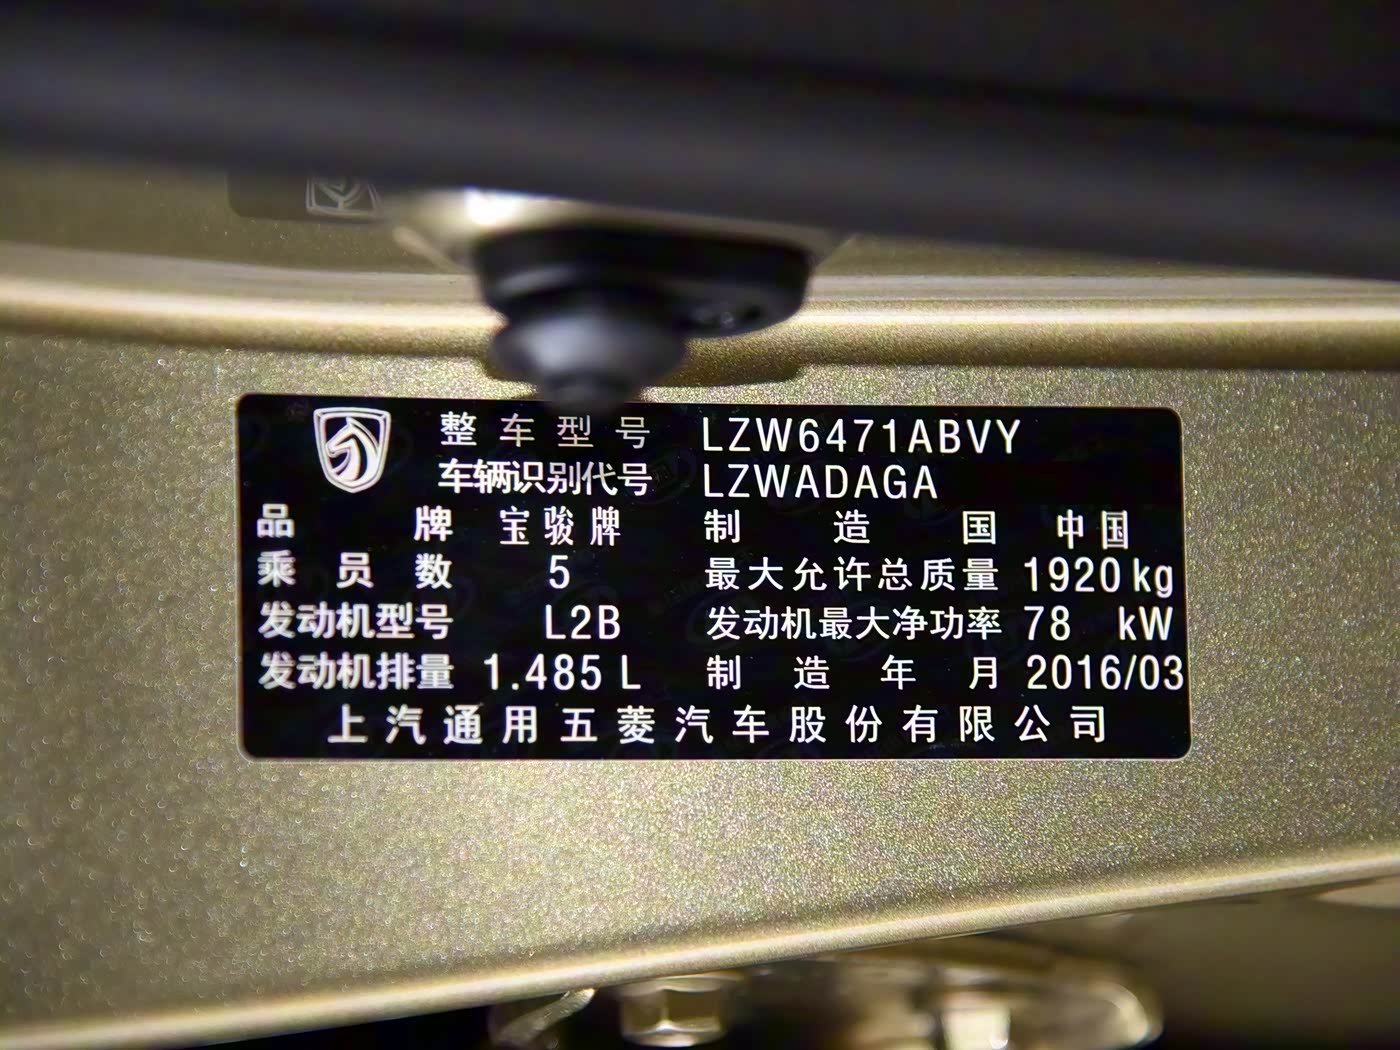 整车型号 LZW6471ABVY
车辆识别代号 LZWADAGA
品牌 宝骏牌 制造国 中国
乘员数 5 最大允许总质量 1920 kg
发动机型号 L2B 发动机最大净功率 78 kW
发动机排量 1.485 L 制造年月 2016/03
上汽通用五菱汽车股份有限公司